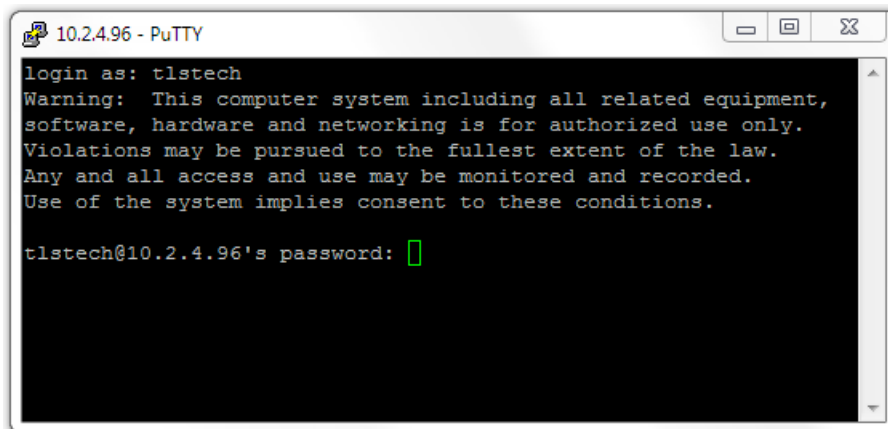 10.2.4.96 - PuTTY
login as: tlstech
Warning:  This computer system including all related equipment,
software, hardware and networking is for authorized use only.
Violations may be pursued to the fullest extent of the law.
Any and all access and use may be monitored and recorded.
Use of the system implies consent to these conditions.
tlstech@10.2.4.96's password: